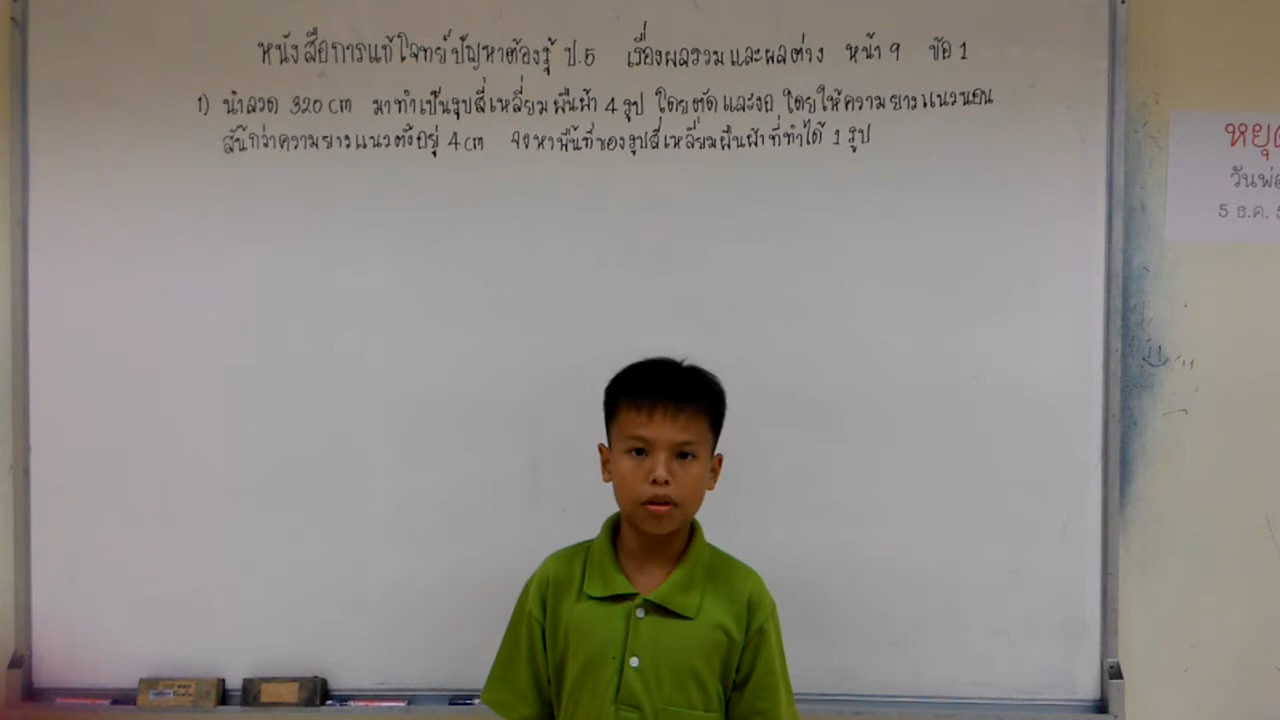 หนังสือการแก้โจทย์ปัญหาต้องรู้ ป.5 เรื่องผลรวมและผลต่าง หน้า 9 ข้อ 1
1) นำลวด 320 cm มาทำเป็นรูปสี่เหลี่ยมผืนผ้า 4 รูป โดยตัดและงอ โดยให้ความยาวแนวนอน
สั้นกว่าความยาวแนวตั้งอยู่ 4 cm จงหาพื้นที่ของรูปสี่เหลี่ยมผืนผ้าที่ทำได้ 1 รูป
วันพ่อ
5 ธ.ค.